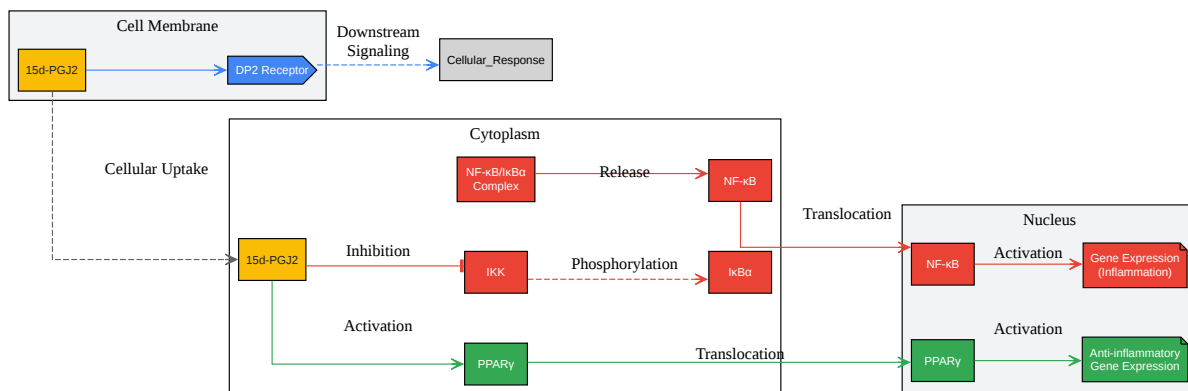 Cell Membrane
15d-PGJ2
DP2 Receptor
Downstream
Signaling
Cellular_Response
Cellular Uptake
Cytoplasm
NF-κB/IκBα
Complex
Release
NF-κB
Translocation
Nucleus
15d-PGJ2
Inhibition
IKK
Phosphorylation
IκBα
NF-κB
Activation
Gene Expression
(Inflammation)
Activation
PPARγ
Translocation
PPARγ
Activation
Anti-inflammatory
Gene Expression